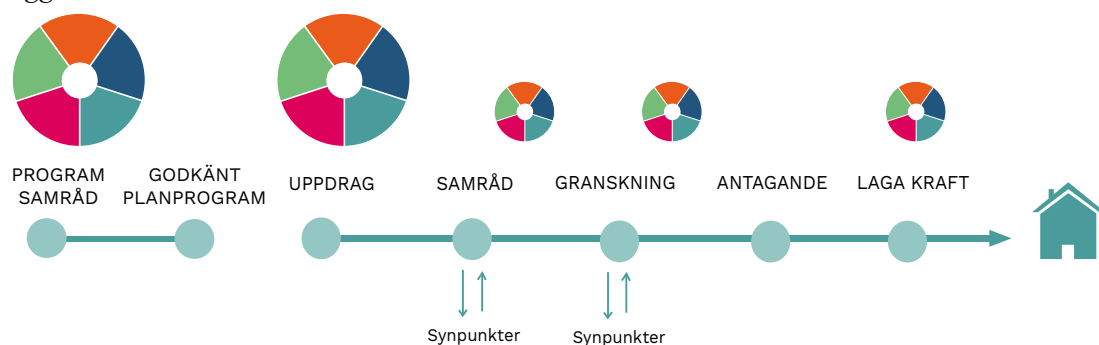 PROGRAM
SAMRÅD
GODKÄNT
PLANPROGRAM
UPPDRAG
SAMRÅD
GRANSKNING
ANTAGANDE
LAGA KRAFT
Synpunkter
Synpunkter